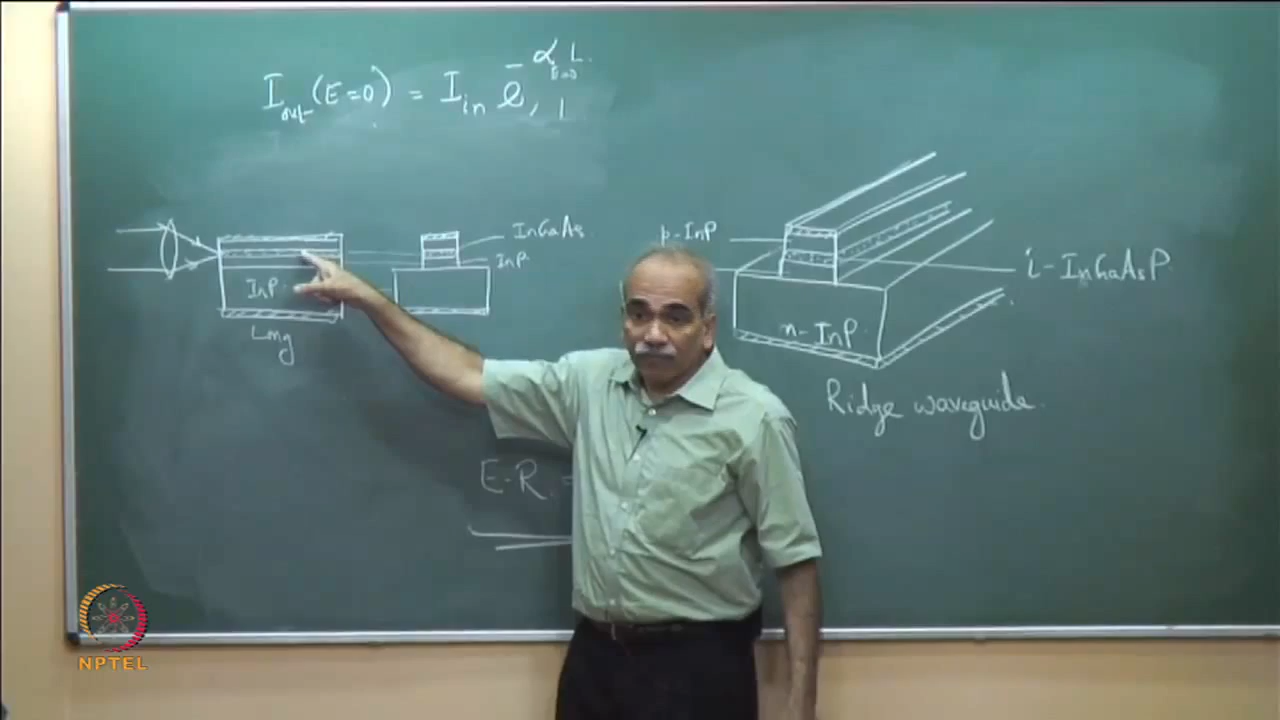 I_out (E=0) = I_in e^{-α_{E=0} L}
InGaAs
InP
InP
Long
p-InP
i-InGaAsP
n-InP
Ridge waveguide
E-R.
NPTEL